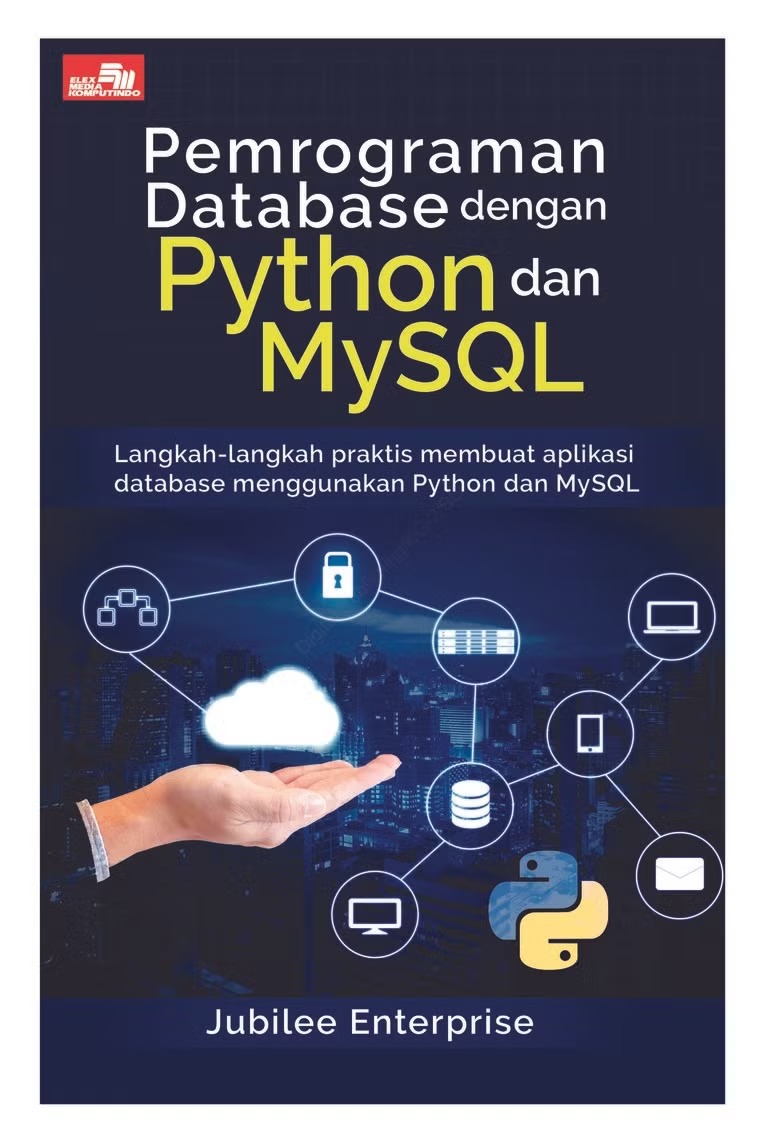 ELEX
MEDIA
KOMPUTINDO
Pemrograman
Database dengan
Python dan
MySQL
Langkah-langkah praktis membuat aplikasi
database menggunakan Python dan MySQL
Jubilee Enterprise